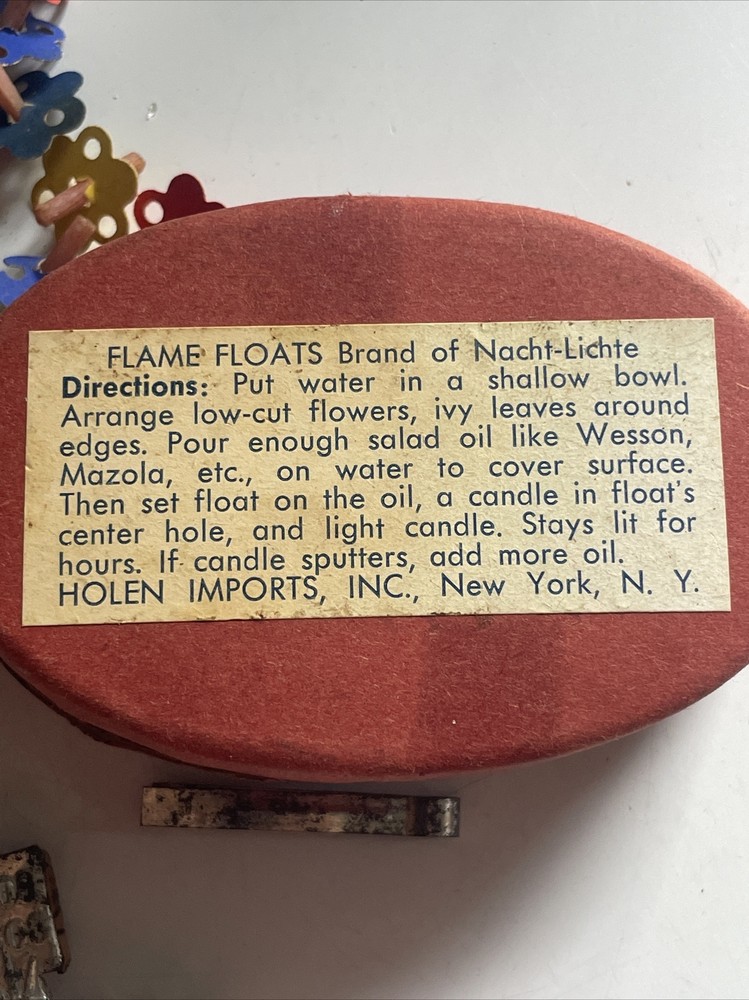 FLAME FLOATS Brand of Nacht-Lichte
Directions: Put water in a shallow bowl.
Arrange low-cut flowers, ivy leaves around
edges. Pour enough salad oil like Wesson,
Mazola, etc., on water to cover surface.
Then set float on the oil, a candle in float's
center hole, and light candle. Stays lit for
hours. If candle sputters, add more oil.
HOLEN IMPORTS, INC., New York, N. Y.